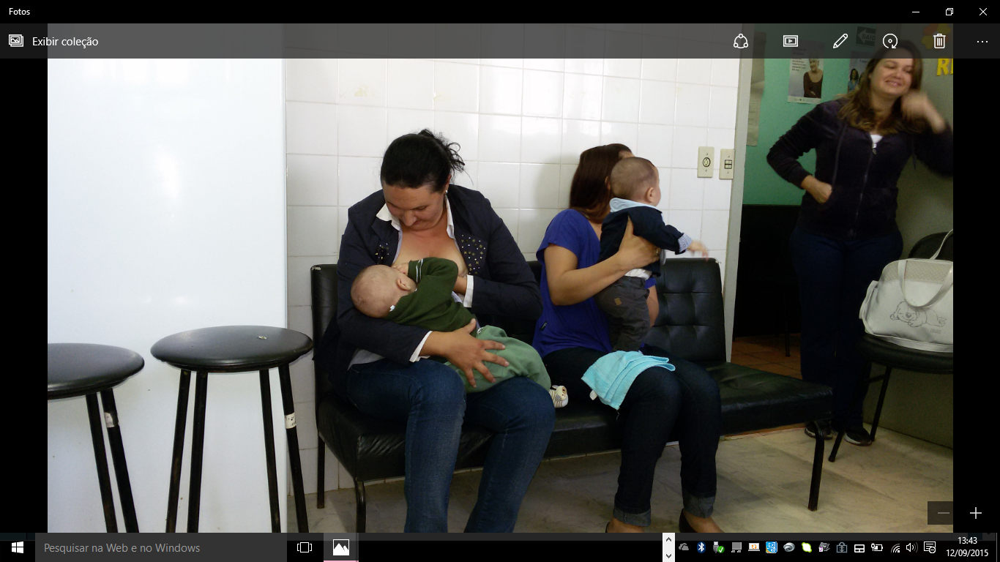 Fotos
Exibir coleção
Pesquisar na Web e no Windows
13:43
12/09/2015